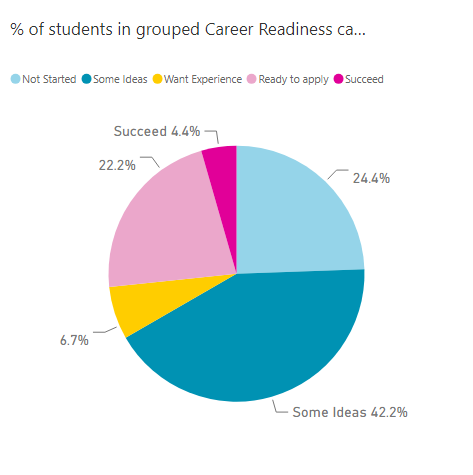 % of students in grouped Career Readiness ca...
Not Started Some Ideas Want Experience Ready to apply Succeed
Succeed 4.4%
22.2%
24.4%
6.7%
Some Ideas 42.2%